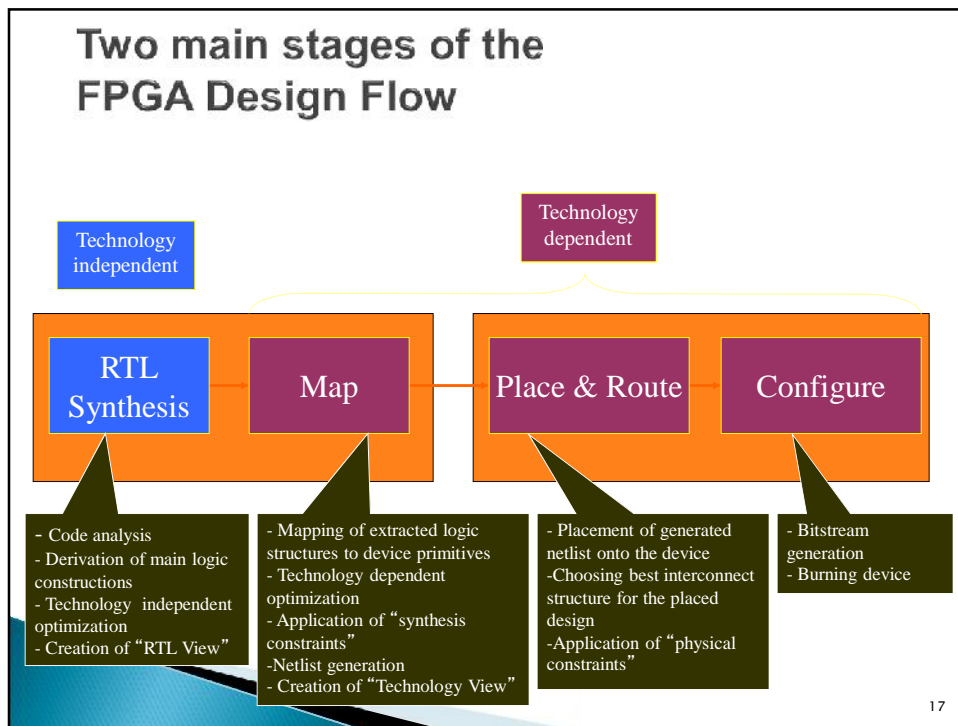 Two main stages of the
FPGA Design Flow
Technology
independent
Technology
dependent
RTL
Synthesis
Map
Place & Route
Configure
- Code analysis
- Derivation of main logic
constructions
- Technology independent
optimization
- Creation of “RTL View”
- Mapping of extracted logic
structures to device primitives
- Technology dependent
optimization
- Application of “synthesis
constraints”
-Netlist generation
- Creation of “Technology View”
- Placement of generated
netlist onto the device
-Choosing best interconnect
structure for the placed
design
-Application of “physical
constraints”
- Bitstream
generation
- Burning device
17